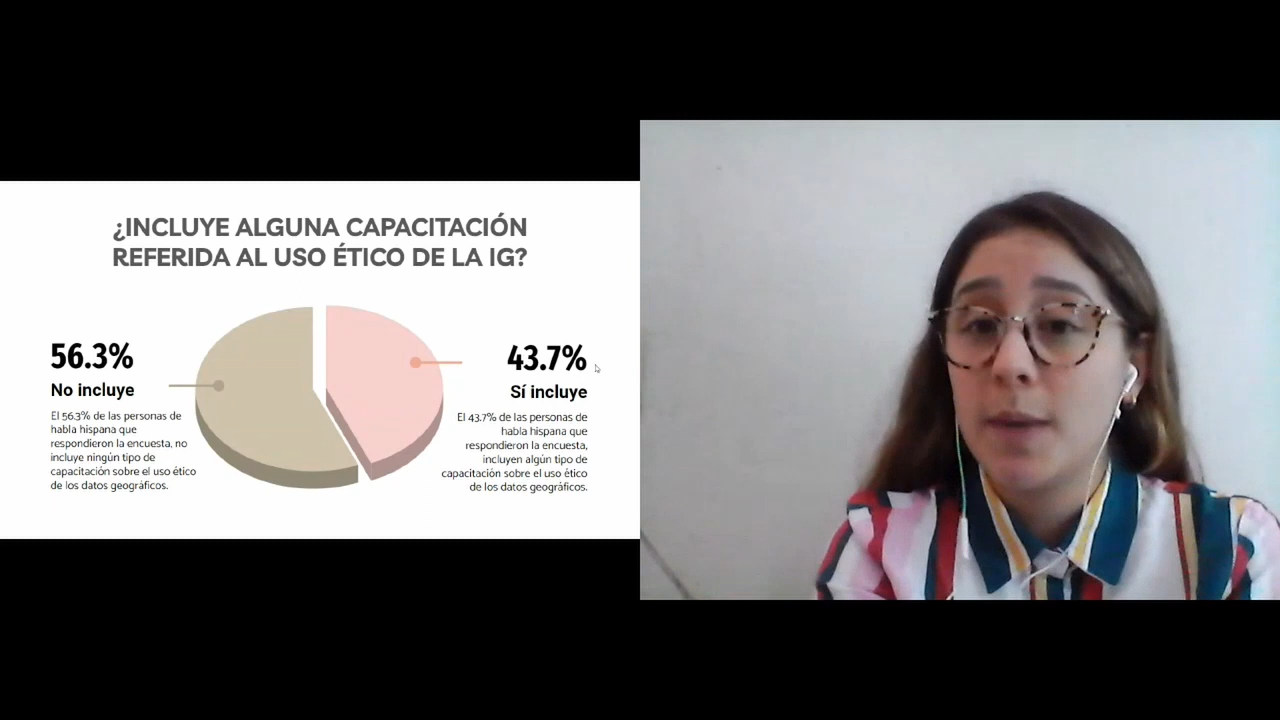 ¿INCLUYE ALGUNA CAPACITACIÓN
REFERIDA AL USO ÉTICO DE LA IG?
56.3%
No incluye
El 56.3% de las personas de
habla hispana que
respondieron la encuesta, no
incluye ningún tipo de
capacitación sobre el uso ético
de los datos geográficos.
43.7%
Sí incluye
El 43.7% de las personas de
habla hispana que
respondieron la encuesta,
incluyen algún tipo de
capacitación sobre el uso ético
de los datos geográficos.